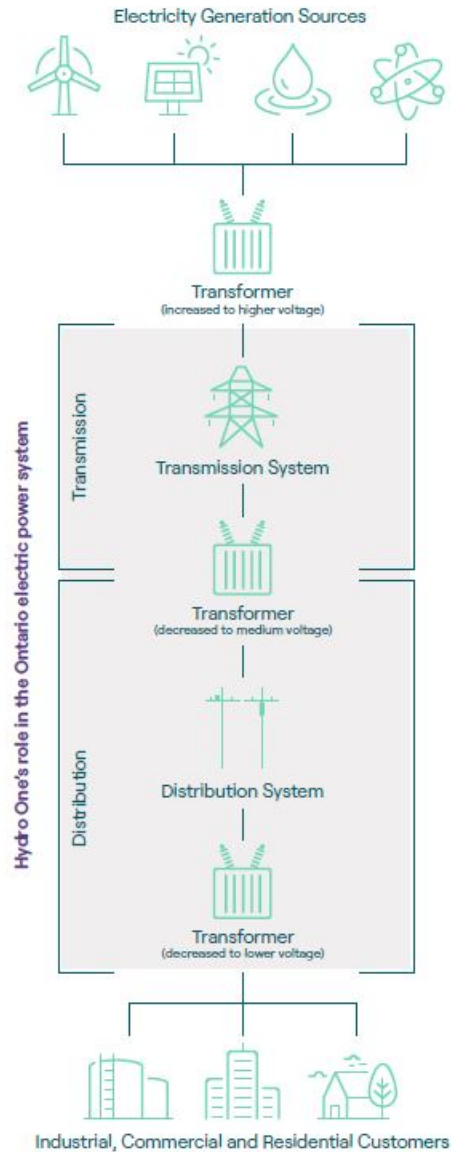 Electricity Generation Sources
Transformer
(increased to higher voltage)
Hydro One's role in the Ontario electric power system
Transmission
Transmission System
Transformer
(decreased to medium voltage)
Distribution
Distribution System
Transformer
(decreased to lower voltage)
Industrial, Commercial and Residential Customers